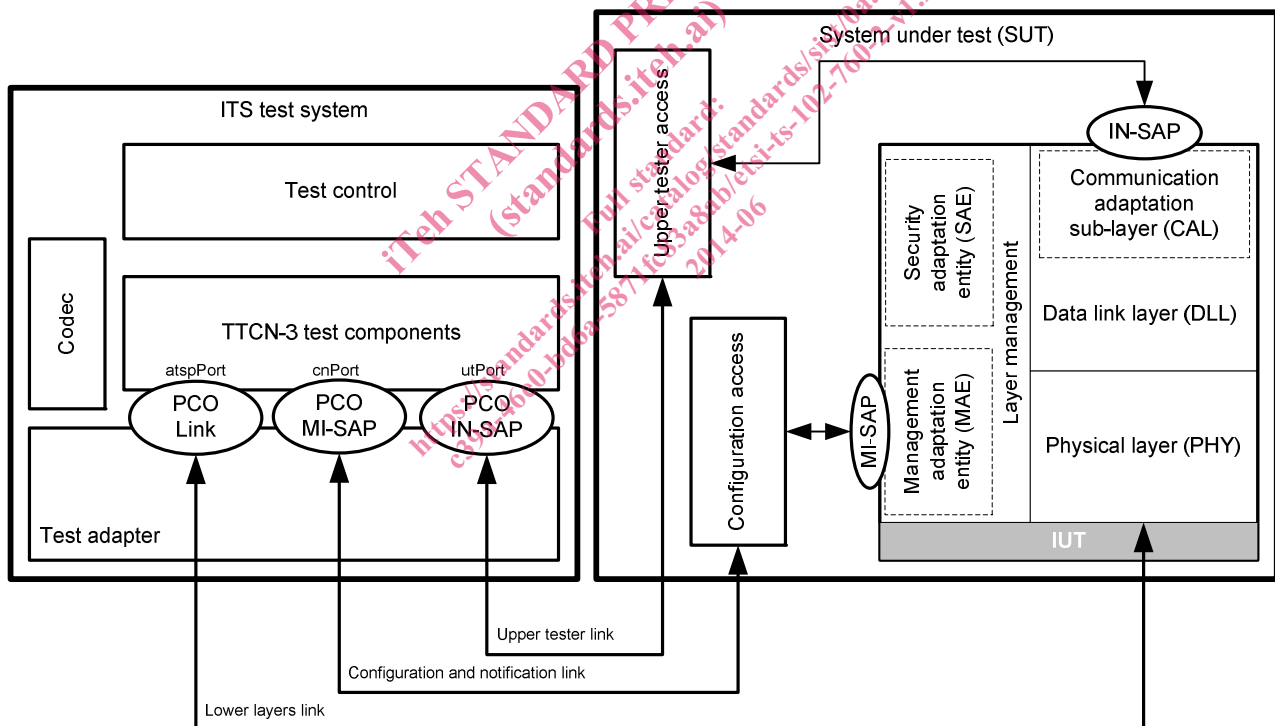 System under test (SUT)
ITS test system
Test control
Codec
TTCN-3 test components
atspPort
cnPort
utPort
PCO
Link
PCO
MI-SAP
PCO
IN-SAP
Test adapter
Upper tester access
Configuration access
IN-SAP
MI-SAP
Security
adaptation
entity (SAE)
Management
adaptation
entity (MAE)
Layer management
Communication
adaptation
sub-layer (CAL)
Data link layer (DLL)
Physical layer (PHY)
IUT
Upper tester link
Configuration and notification link
Lower layers link
(standards.iteh.ai)
Full standard:
2014-06